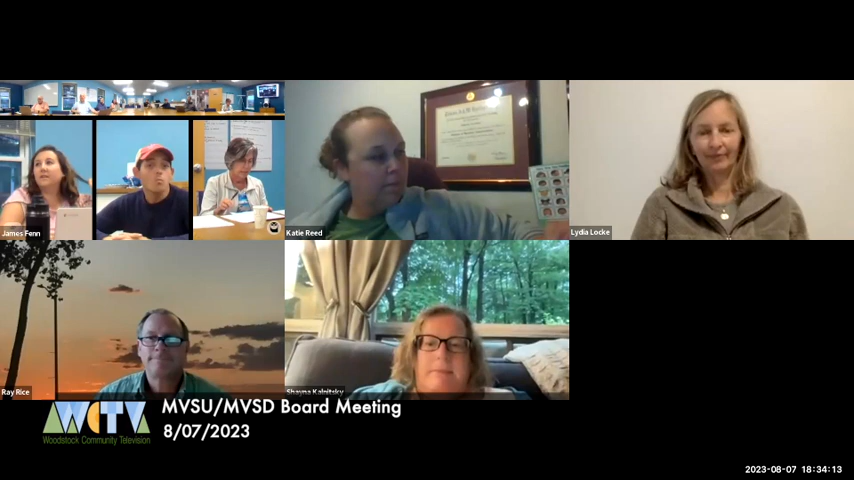 James Fenn
Katie Reed
Lydia Locke
Ray Rice
Shayna Kalnitsky
WCTV
Woodstock Community Television
MVSU/MVSD Board Meeting
8/07/2023
2023-08-07 18:34:13